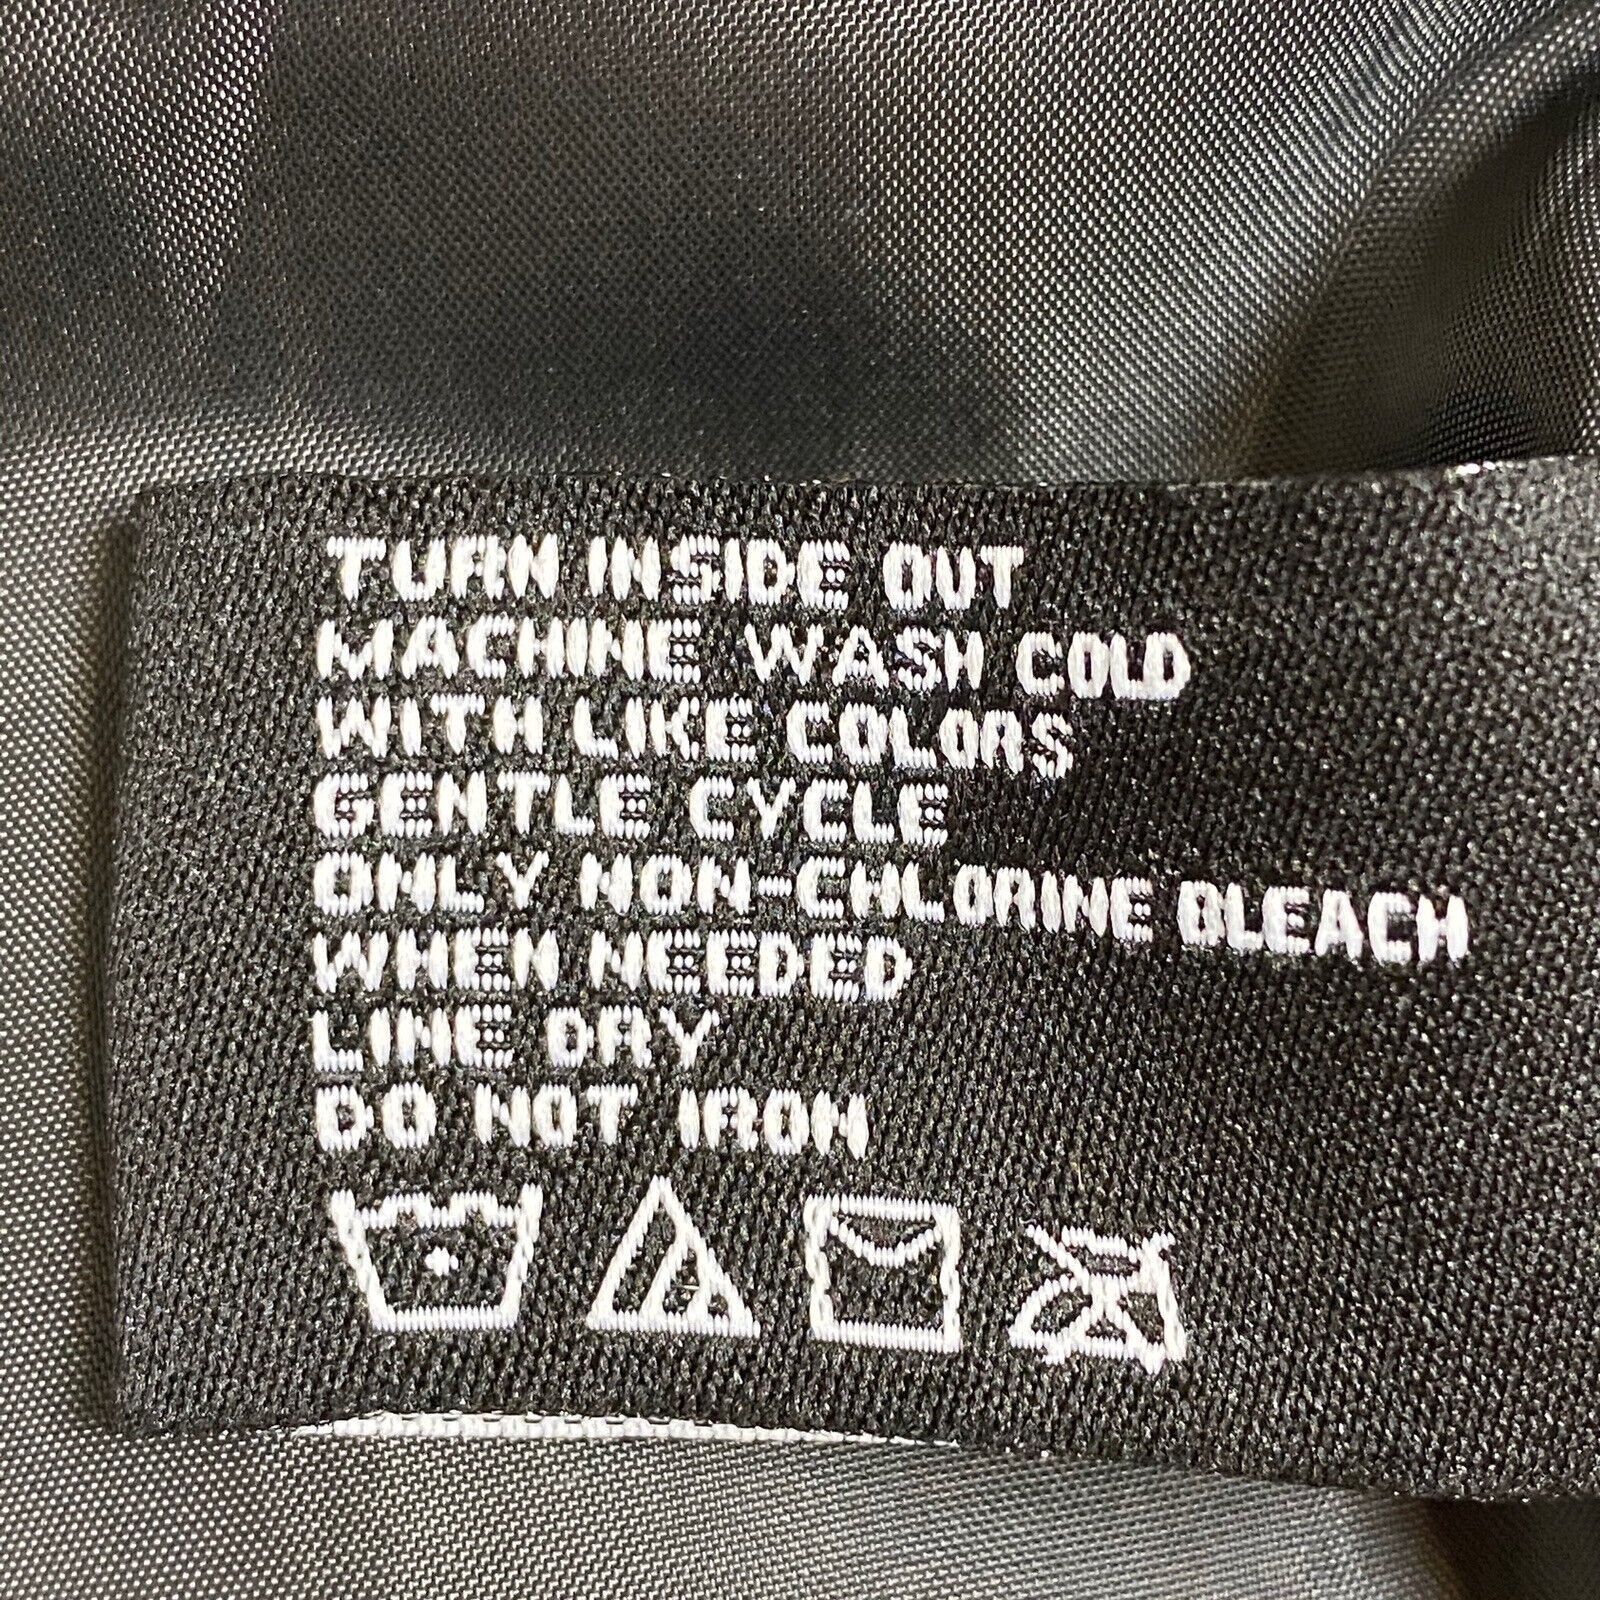 TURN INSIDE OUT
MACHINE WASH COLD
WITH LIKE COLORS
GENTLE CYCLE
ONLY NON-CHLORINE BLEACH
WHEN NEEDED
LINE DRY
DO NOT IRON